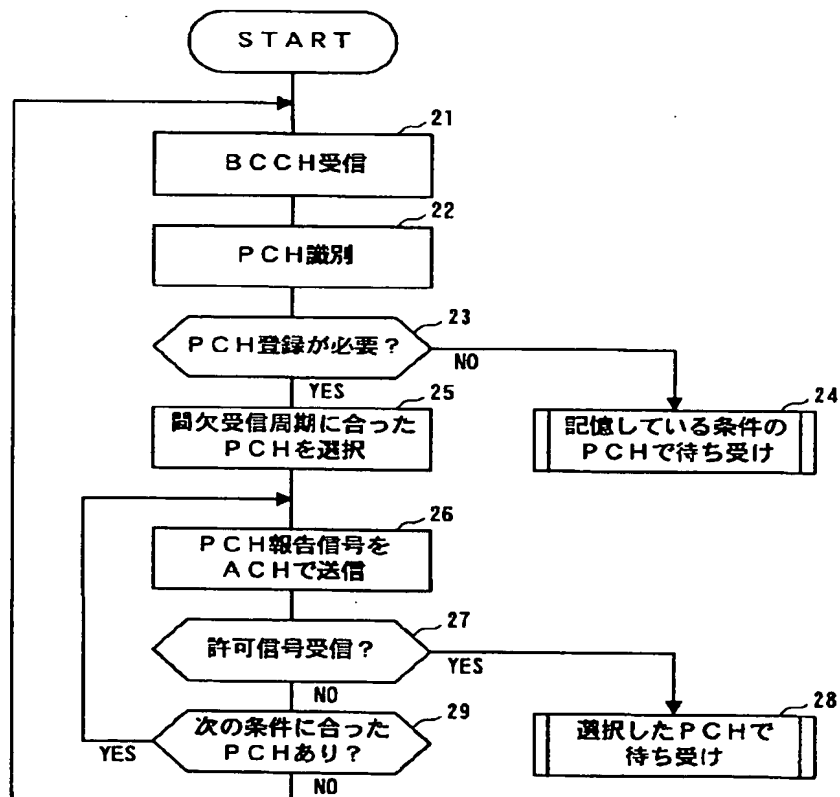 ＳＴＡＲＴ
21
ＢＣＣＨ受信
22
ＰＣＨ識別
23
ＰＣＨ登録が必要？
NO
YES
25
間欠受信周期に合った
ＰＣＨを選択
24
記憶している条件の
ＰＣＨで待ち受け
26
ＰＣＨ報告信号を
ＡＣＨで送信
27
許可信号受信？
YES
NO
29
次の条件に合った
ＰＣＨあり？
YES
NO
28
選択したＰＣＨで
待ち受け